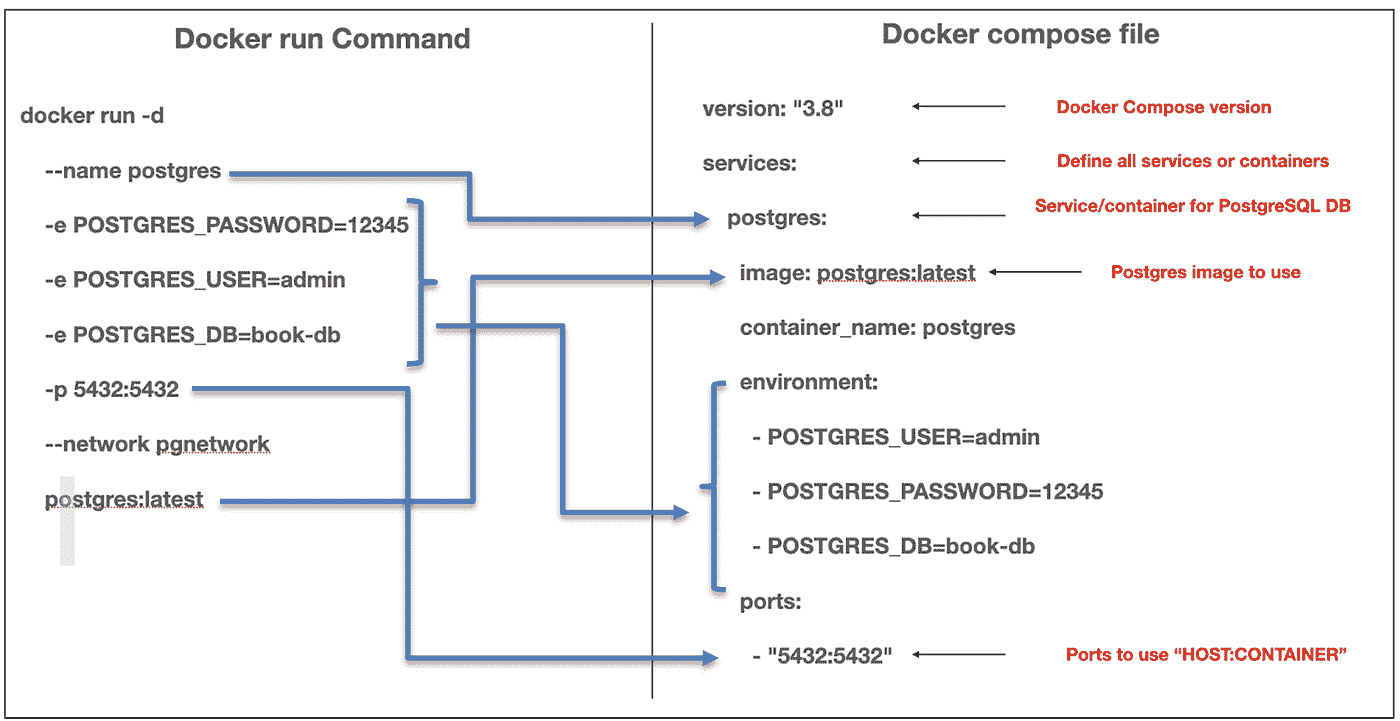 Docker run Command
docker run -d
--name postgres
-e POSTGRES_PASSWORD=12345
-e POSTGRES_USER=admin
-e POSTGRES_DB=book-db
-p 5432:5432
--network pgnetwork
postgres:latest
Docker compose file
version: "3.8"
Docker Compose version
services:
Define all services or containers
postgres:
Service/container for PostgreSQL DB
image: postgres:latest
Postgres image to use
container_name: postgres
environment:
- POSTGRES_USER=admin
- POSTGRES_PASSWORD=12345
- POSTGRES_DB=book-db
ports:
- "5432:5432"
Ports to use “HOST:CONTAINER”